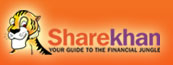 Sharekhan
YOUR GUIDE TO THE FINANCIAL JUNGLE